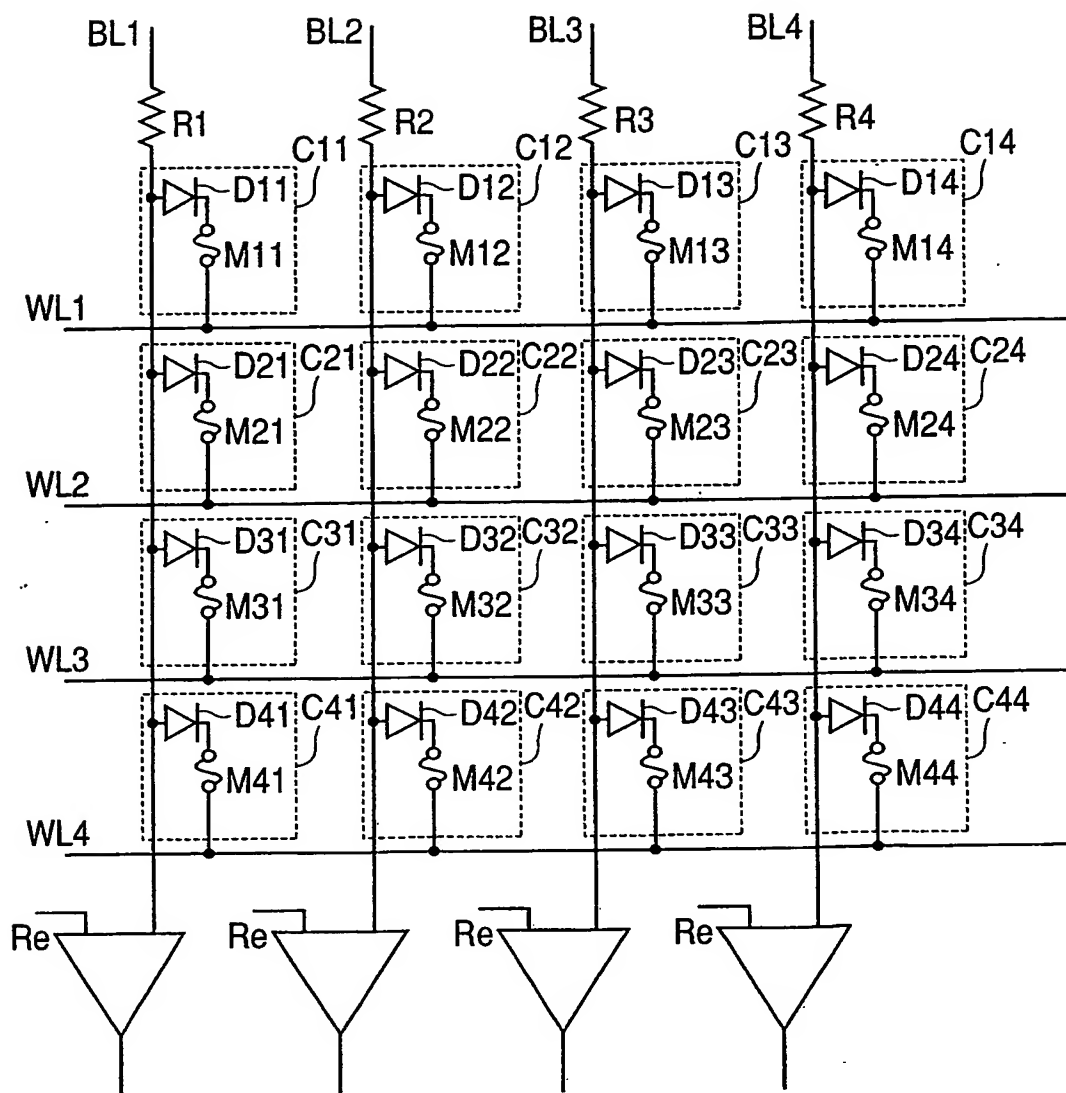 BL1 BL2 BL3 BL4
R1 R2 R3 R4
C11 C12 C13 C14
D11 D12 D13 D14
M11 M12 M13 M14
WL1
D21 C21 D22 C22 D23 C23 D24 C24
M21 M22 M23 M24
WL2
D31 C31 D32 C32 D33 C33 D34 C34
M31 M32 M33 M34
WL3
D41 C41 D42 C42 D43 C43 D44 C44
M41 M42 M43 M44
WL4
Re Re Re Re